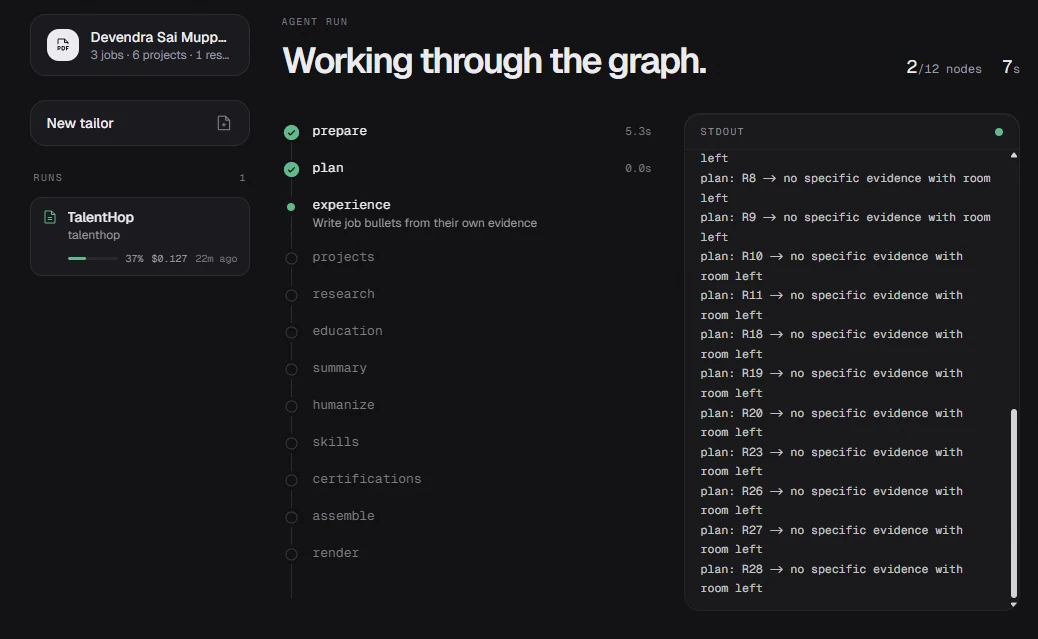 PDF
Devendra Sai Mupp...
3 jobs · 6 projects · 1 res...
New tailor
RUNS 1
TalentHop
talenthop
37% $0.127 22m ago
AGENT RUN
Working through the graph.
2/12 nodes 7s
prepare 5.3s
plan 0.0s
experience
Write job bullets from their own evidence
projects
research
education
summary
humanize
skills
certifications
assemble
render
STDOUT
left
plan: R8 → no specific evidence with room
left
plan: R9 → no specific evidence with room
left
plan: R10 → no specific evidence with
room left
plan: R11 → no specific evidence with
room left
plan: R18 → no specific evidence with
room left
plan: R19 → no specific evidence with
room left
plan: R20 → no specific evidence with
room left
plan: R23 → no specific evidence with
room left
plan: R26 → no specific evidence with
room left
plan: R27 → no specific evidence with
room left
plan: R28 → no specific evidence with
room left